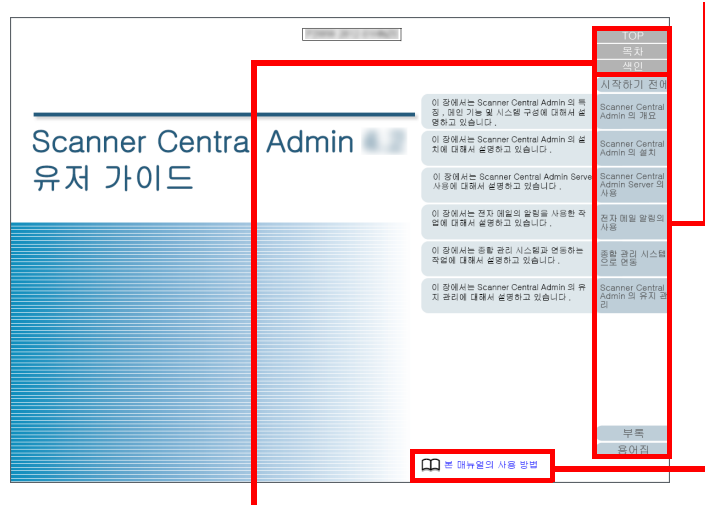 TOP
목차
색인
시작하기 전에
이 장에서는 Scanner Central Admin 의 특
징 , 메인 기능 및 시스템 구성에 대해서 설
명하고 있습니다 .
Scanner Central
Admin 의 개요
Scanner Central Admin
유저 가이드
이 장에서는 Scanner Central Admin 의 설
치에 대해서 설명하고 있습니다 .
Scanner Central
Admin 의 설치
이 장에서는 Scanner Central Admin Serve
사용에 대해서 설명하고 있습니다 .
Scanner Central
Admin Server 의
사용
이 장에서는 전자 메일의 알림을 사용한 작
업에 대해서 설명하고 있습니다 .
전자 메일 알림의
사용
이 장에서는 종합 관리 시스템과 연동하는
작업에 대해서 설명하고 있습니다 .
종합 관리 시스템
으로 연동
이 장에서는 Scanner Central Admin 의 유
지 관리에 대해서 설명하고 있습니다 .
Scanner Central
Admin 의 유지 관
리
부록
용어집
본 매뉴얼의 사용 방법